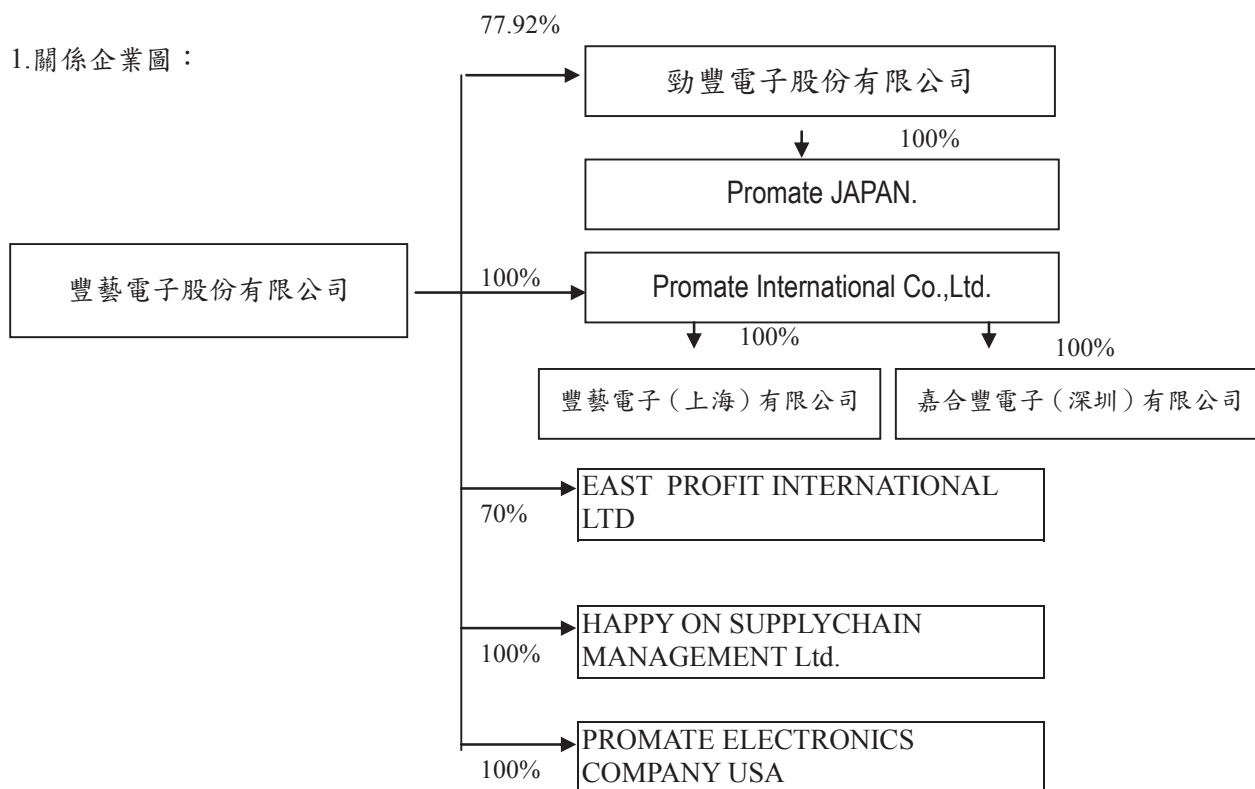 77.92%
1.關係企業圖：
勁豐電子股份有限公司
100%
Promate JAPAN.
豐藝電子股份有限公司
100%
Promate International Co.,Ltd.
100%
100%
豐藝電子（上海）有限公司
嘉合豐電子（深圳）有限公司
70%
EAST PROFIT INTERNATIONAL
LTD
100%
HAPPY ON SUPPLYCHAIN
MANAGEMENT Ltd.
100%
PROMATE ELECTRONICS
COMPANY USA